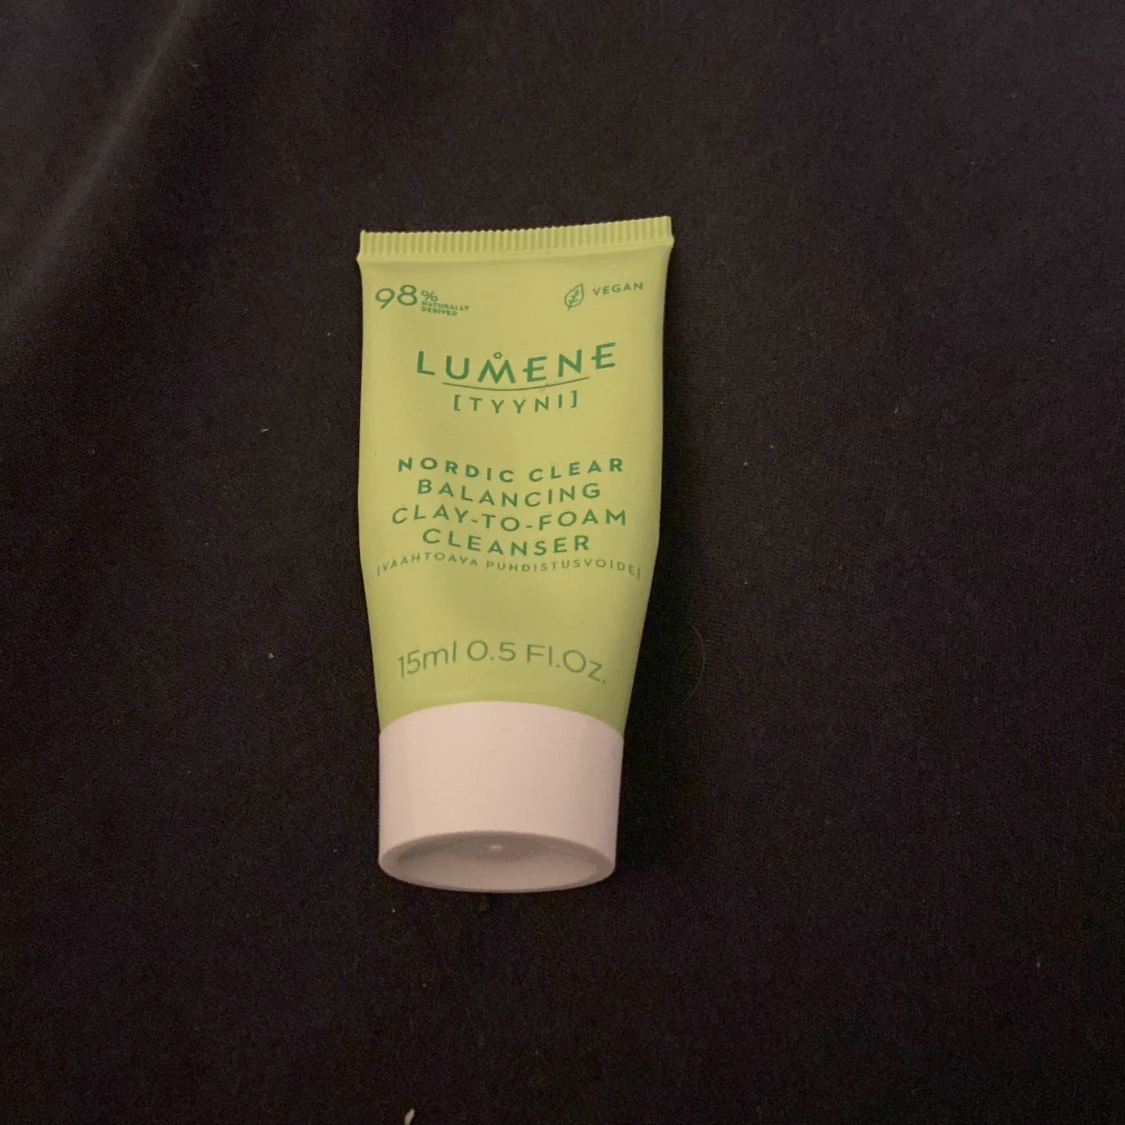 98% NATURALLY DERIVED
VEGAN
LUMENE
[TYYNI]
NORDIC CLEAR
BALANCING
CLAY-TO-FOAM
CLEANSER
[VAAHTOAVA PUHDISTUSVOIDE]
15ml 0.5 Fl.Oz.